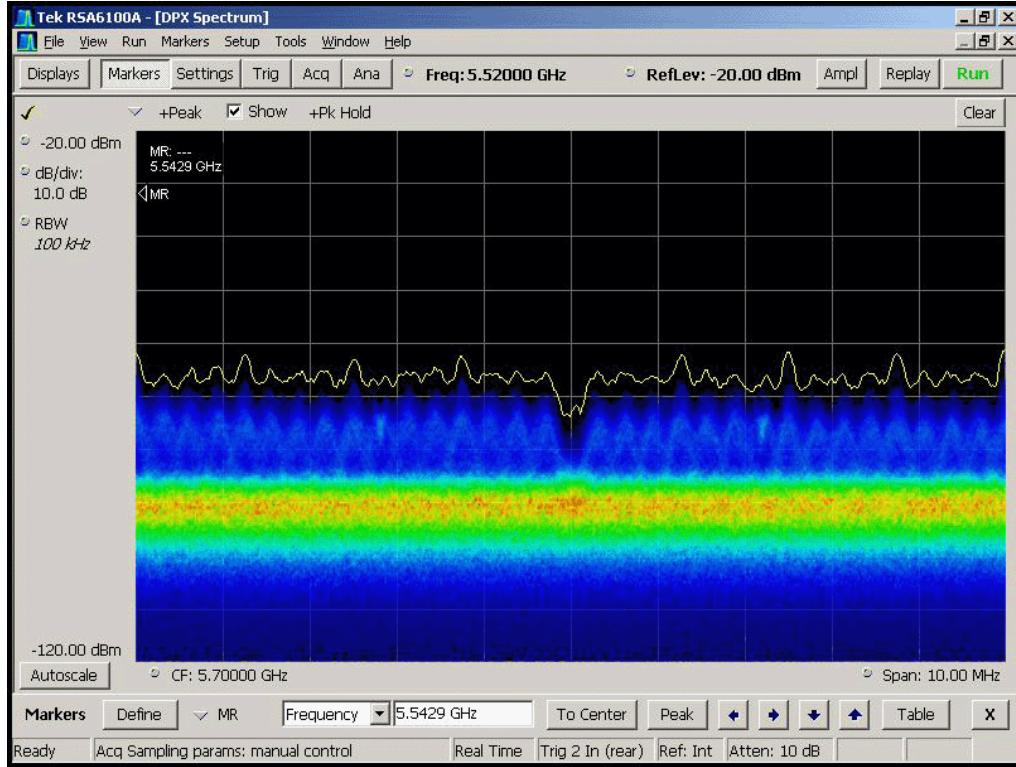 Tek RSA6100A - [DPX Spectrum]
File View Run Markers Setup Tools Window Help
Displays Markers Settings Trig Acq Ana Freq: 5.52000 GHz RefLev: -20.00 dBm Ampl Replay Run
+Peak Show +Pk Hold Clear
-20.00 dBm
MR: ---
5.5429 GHz
dB/div:
10.0 dB
MR
RBW
100 kHz
-120.00 dBm
Autoscale CF: 5.70000 GHz Span: 10.00 MHz
Markers Define MR Frequency 5.5429 GHz To Center Peak Table X
Ready Acq Sampling params: manual control Real Time Trig 2 In (rear) Ref: Int Atten: 10 dB